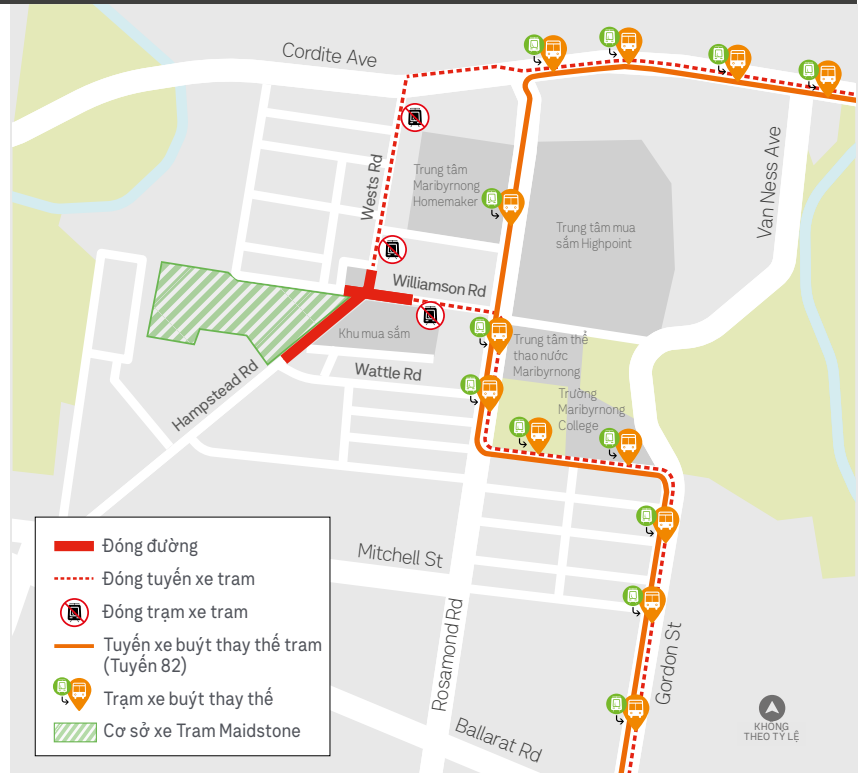 Cordite Ave
Van Ness Ave
Wests Rd
Trung tâm
Maribyrnong
Homemaker
Trung tâm mua
sắm Highpoint
Williamson Rd
Khu mua sắm
Trung tâm thể
thao nước
Maribyrnong
Wattle Rd
Hampstead Rd
Trường
Maribyrnong
College
Mitchell St
Rosamond Rd
Gordon St
Ballarat Rd
KHÔNG
THEO TỶ LỆ
Đóng đường
Đóng tuyến xe tram
Đóng trạm xe tram
Tuyến xe buýt thay thế tram
(Tuyến 82)
Trạm xe buýt thay thế
Cơ sở xe Tram Maidstone